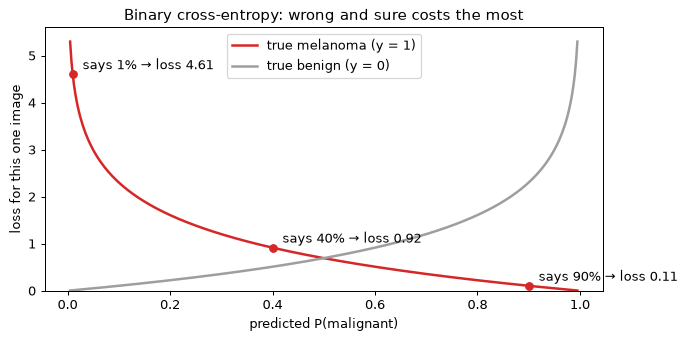 Binary cross-entropy: wrong and sure costs the most
true melanoma (y = 1)
true benign (y = 0)
says 1% → loss 4.61
says 40% → loss 0.92
says 90% → loss 0.11
loss for this one image
5
4
3
2
1
0
0.0 0.2 0.4 0.6 0.8 1.0
predicted P(malignant)